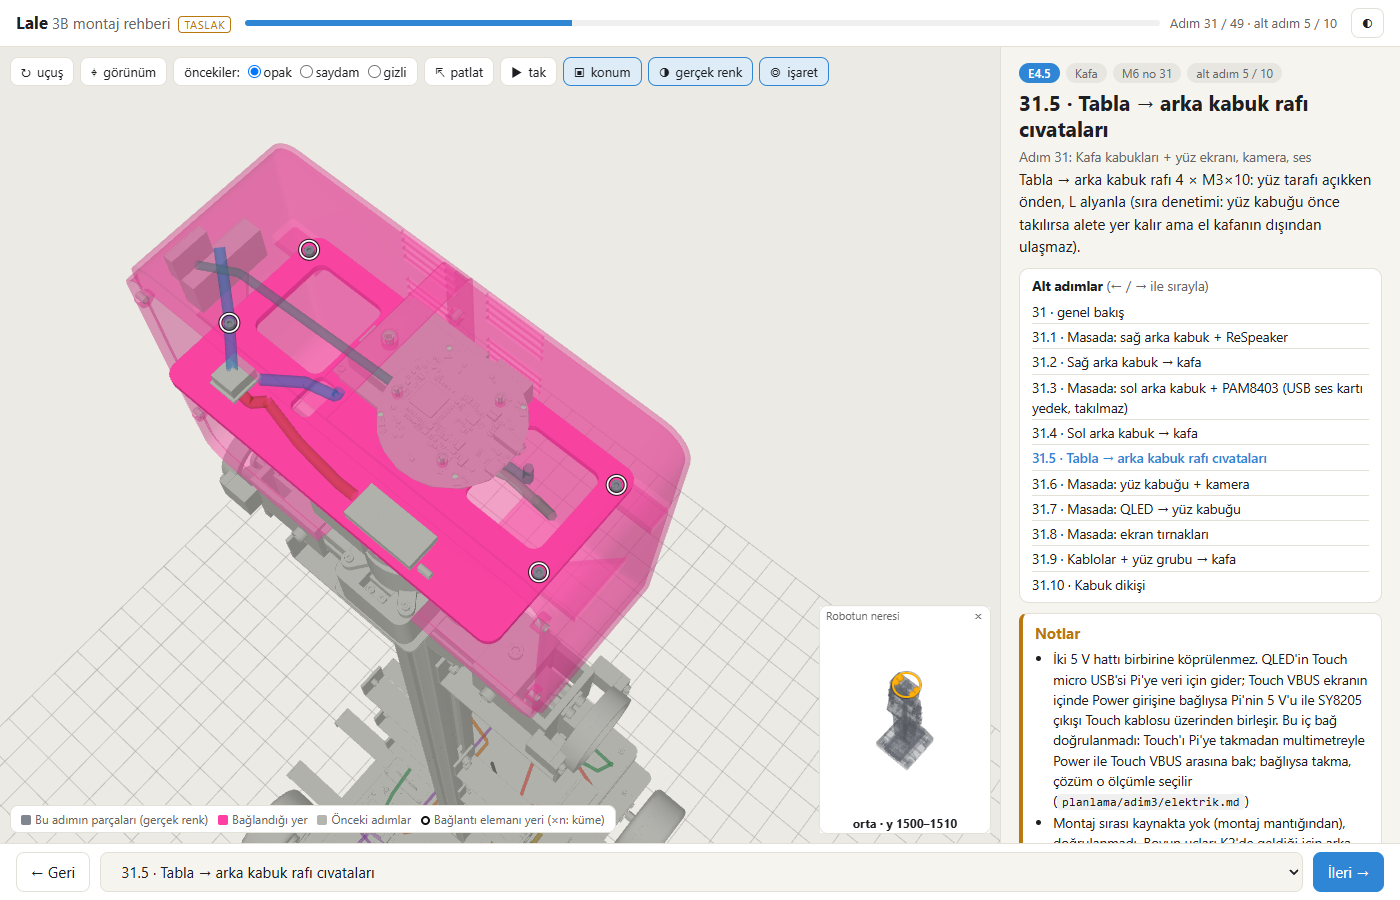 Lale 3B montaj rehberi TASLAK
Adım 31 / 49 · alt adım 5 / 10
↻ uçuş
⌖ görünüm
öncekiler: opak saydam gizli
⇱ patlat
▶ tak
▣ konum
◑ gerçek renk
◎ işaret
E4.5 Kafa M6 no 31 alt adım 5 / 10
31.5 · Tabla → arka kabuk rafı
cıvataları
Adım 31: Kafa kabukları + yüz ekranı, kamera, ses
Tabla → arka kabuk rafı 4 × M3×10: yüz tarafı açıkken
önden, L alyanla (sıra denetimi: yüz kabuğu önce
takılırsa alete yer kalır ama el kafanın dışından
ulaşmaz).
Alt adımlar (← / → ile sırayla)
31 · genel bakış
31.1 · Masada: sağ arka kabuk + ReSpeaker
31.2 · Sağ arka kabuk → kafa
31.3 · Masada: sol arka kabuk + PAM8403 (USB ses kartı
yedek, takılmaz)
31.4 · Sol arka kabuk → kafa
31.5 · Tabla → arka kabuk rafı cıvataları
31.6 · Masada: yüz kabuğu + kamera
31.7 · Masada: QLED → yüz kabuğu
31.8 · Masada: ekran tırnakları
31.9 · Kablolar + yüz grubu → kafa
31.10 · Kabuk dikişi
Notlar
• İki 5 V hattı birbirine köprülenmez. QLED'in Touch
micro USB'si Pi'ye veri için gider; Touch VBUS ekranın
içinde Power girişine bağlıysa Pi'nin 5 V'u ile SY8205
çıkışı Touch kablosu üzerinden birleşir. Bu iç bağ
doğrulanmadı: Touch'ı Pi'ye takmadan multimetreyle
Power ile Touch VBUS arasına bak; bağlıysa takma,
çözüm o ölçümle seçilir
( planlama/adim3/elektrik.md )
• Montaj sırası kaynakta yok (montaj mantığından),
doğrulanmadı. Boyun uçları K2'de geldiği için arka
Robotun neresi ×
orta · y 1500–1510
Bu adımın parçaları (gerçek renk) Bağlandığı yer Önceki adımlar Bağlantı elemanı yeri (×n: küme)
← Geri
31.5 · Tabla → arka kabuk rafı cıvataları
İleri →